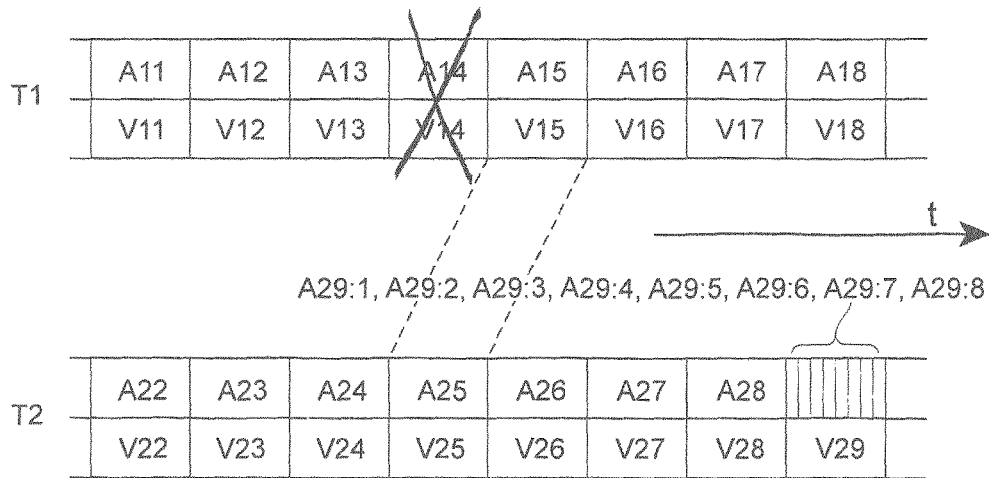 A11 A12 A13 A14 A15 A16 A17 A18
T1
V11 V12 V13 V14 V15 V16 V17 V18
t
A29:1, A29:2, A29:3, A29:4, A29:5, A29:6, A29:7, A29:8
A22 A23 A24 A25 A26 A27 A28
T2
V22 V23 V24 V25 V26 V27 V28 V29